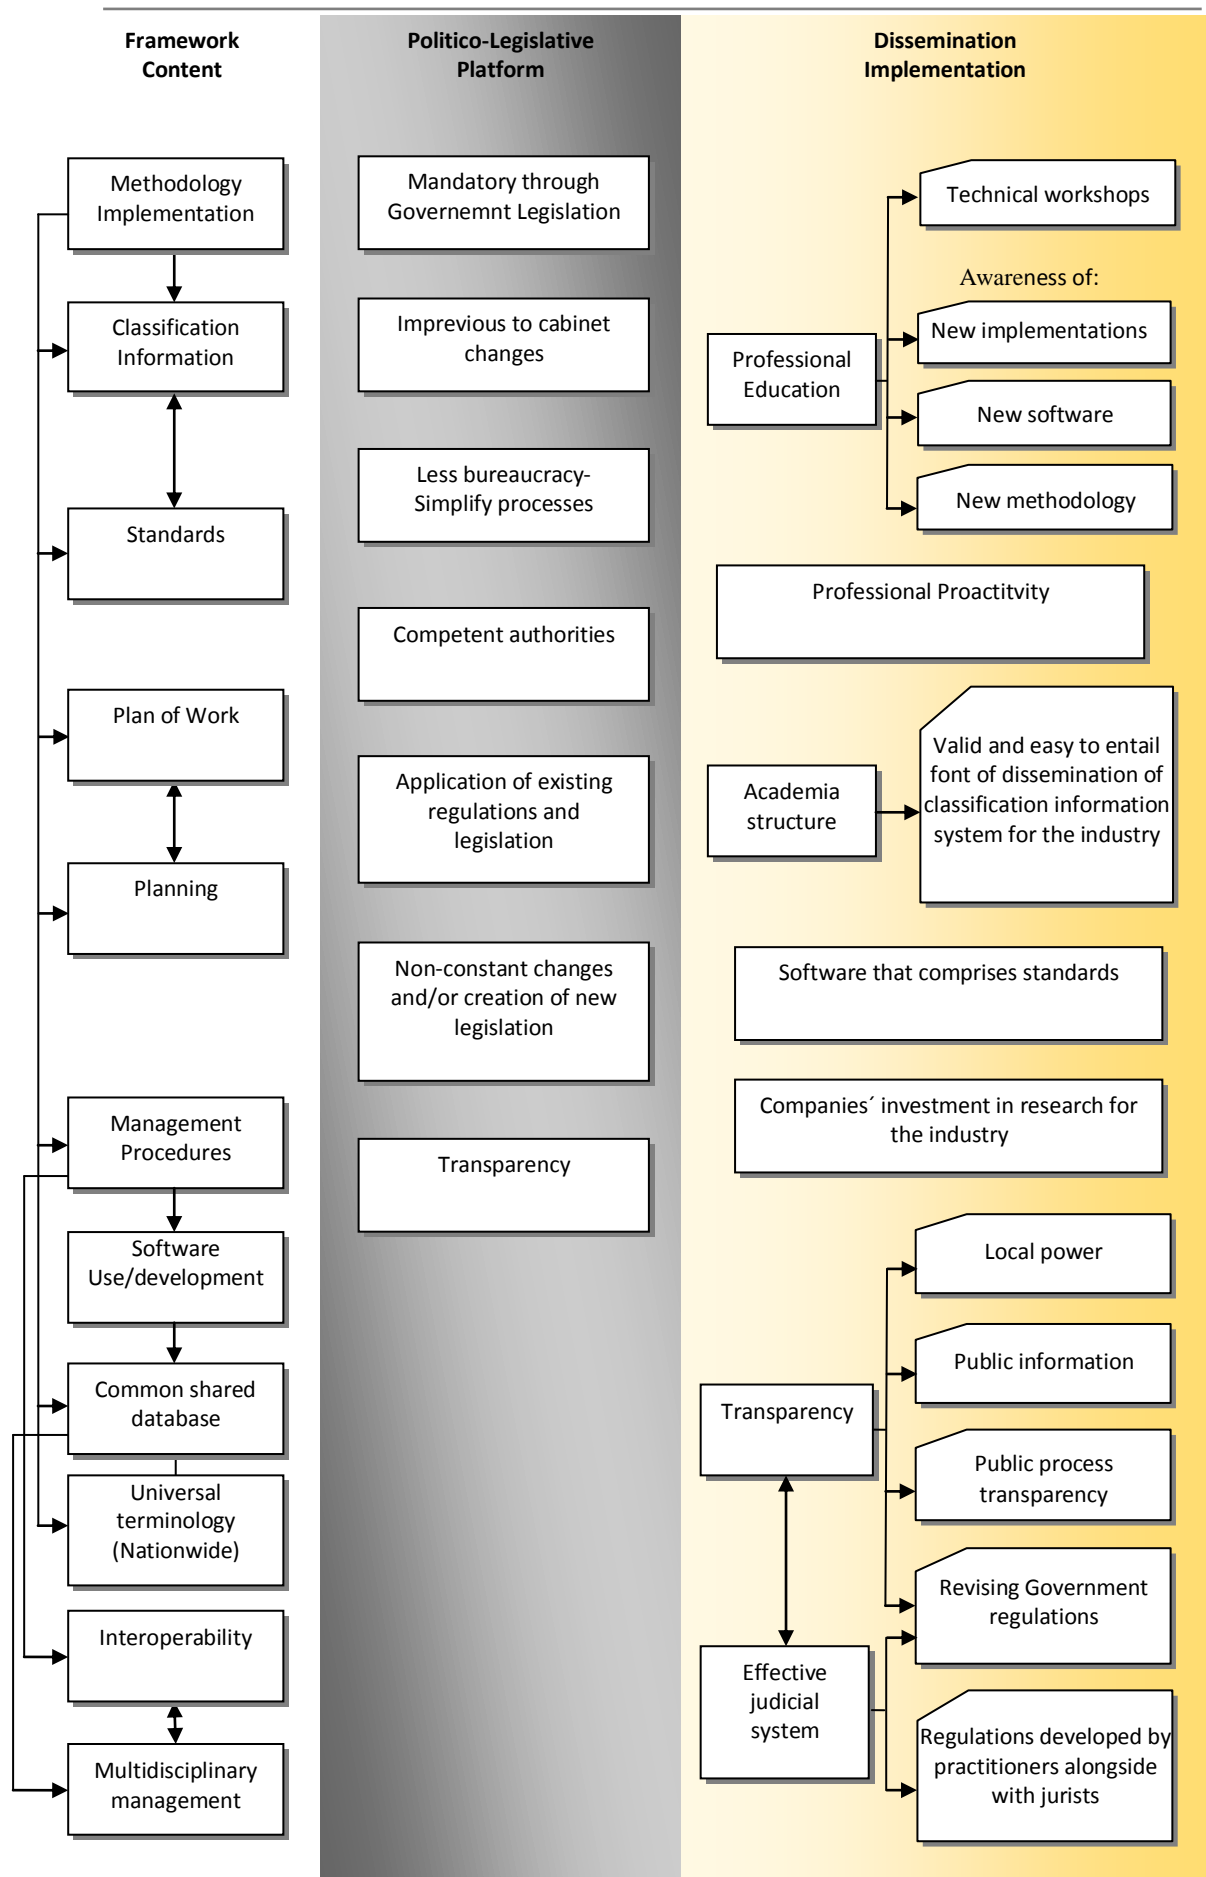 Framework
Content
Politico-Legislative
Platform
Dissemination
Implementation
Methodology
Implementation
Classification
Information
Standards
Plan of Work
Planning
Management
Procedures
Software
Use/development
Common shared
database
Universal
terminology
(Nationwide)
Interoperability
Multidisciplinary
management
Mandatory through
Governemnt Legislation
Imprevious to cabinet
changes
Less bureaucracy-
Simplify processes
Competent authorities
Application of existing
regulations and
legislation
Non-constant changes
and/or creation of new
legislation
Transparency
Professional
Education
Technical workshops
Awareness of:
New implementations
New software
New methodology
Professional Proactitvity
Academia
structure
Valid and easy to entail
font of dissemination of
classification information
system for the industry
Software that comprises standards
Companies´ investment in research for
the industry
Transparency
Local power
Public information
Public process
transparency
Revising Government
regulations
Effective
judicial
system
Regulations developed by
practitioners alongside
with jurists